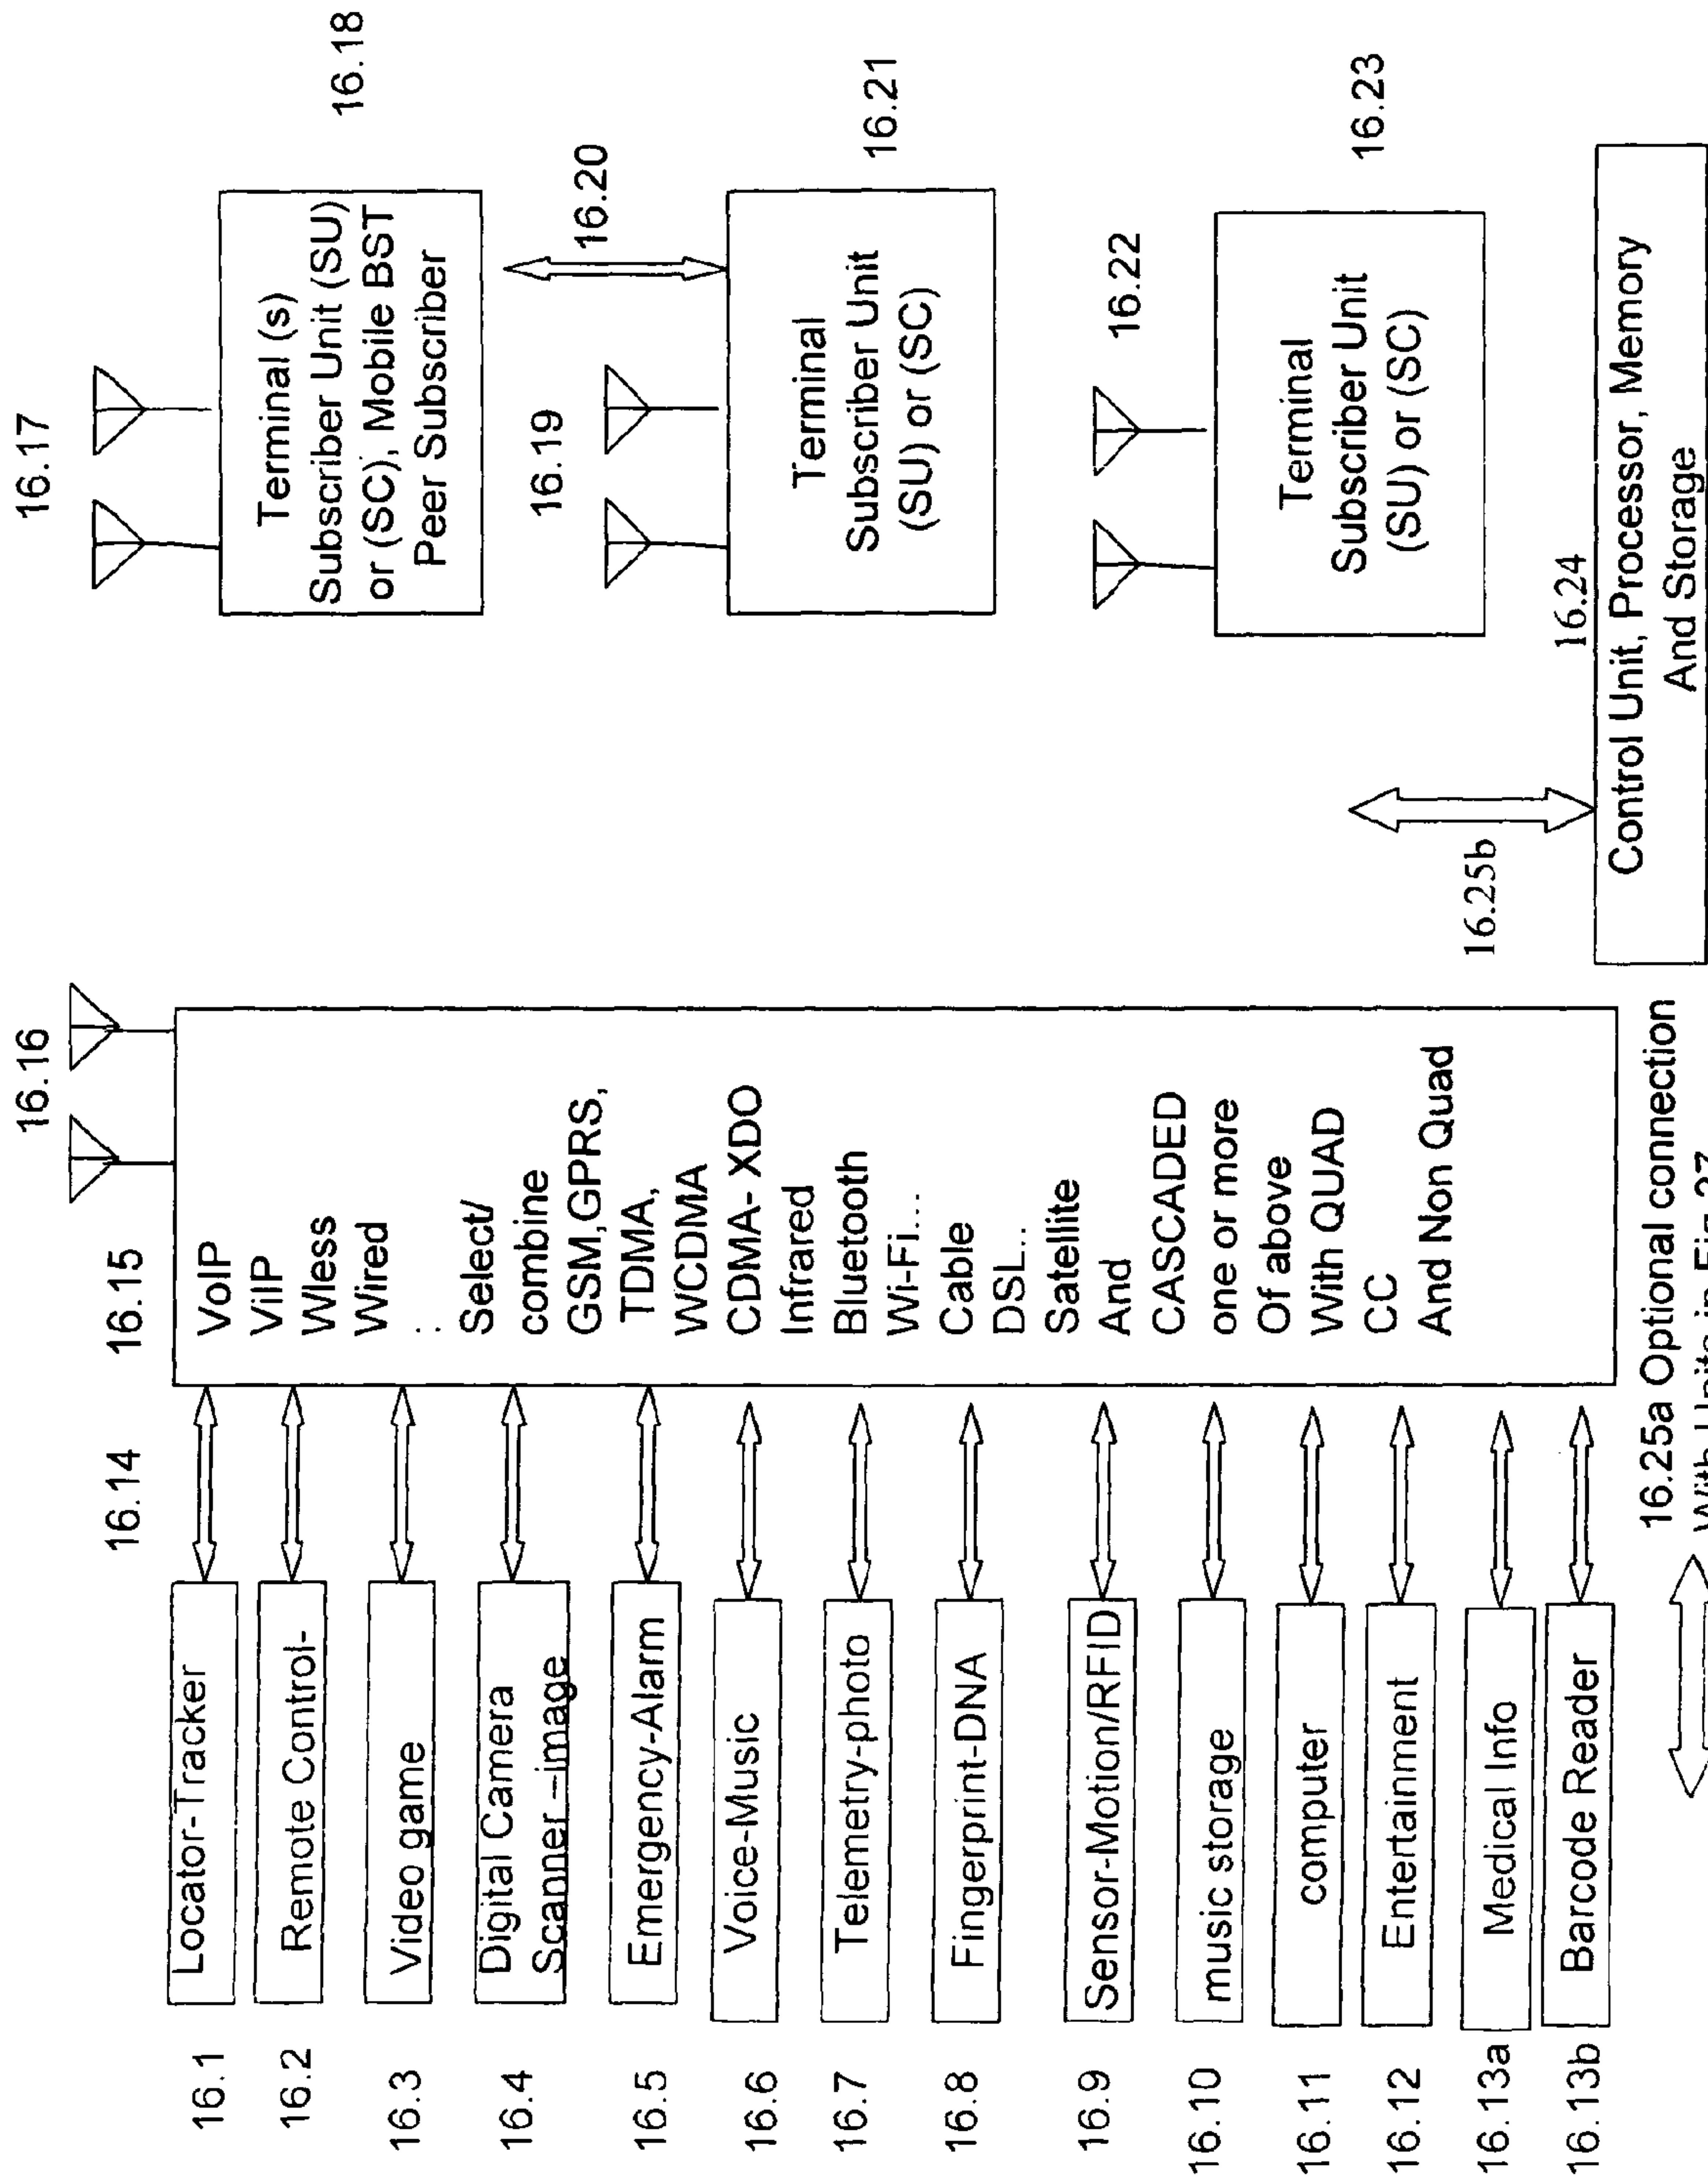 16.1
Locator-Tracker
16.2
Remote Control-
16.3
Video game
16.4
Digital Camera
Scanner –image
16.5
Emergency-Alarm
16.6
Voice-Music
16.7
Telemetry-photo
16.8
Fingerprint-DNA
16.9
Sensor-Motion/RFID
16.10
music storage
16.11
computer
16.12
Entertainment
16.13a
Medical Info
16.13b
Barcode Reader
16.14
16.15
16.16
VoIP
ViIP
Wless
Wired
..
Select/
combine
GSM,GPRS,
TDMA,
WCDMA
CDMA- XDO
Infrared
Bluetooth
Wi-Fi...
Cable
DSL..
Satellite
And
CASCADED
one or more
Of above
With QUAD
CC
And Non Quad
16.25a Optional connection
With Units in Fig.27
16.17
16.18
Terminal (s)
Subscriber Unit (SU)
or (SC), Mobile BST
Peer Subscriber
16.19
16.20
16.21
Terminal
Subscriber Unit
(SU) or (SC)
16.22
16.23
Terminal
Subscriber Unit
(SU) or (SC)
16.24
16.25b
Control Unit, Processor, Memory
And Storage